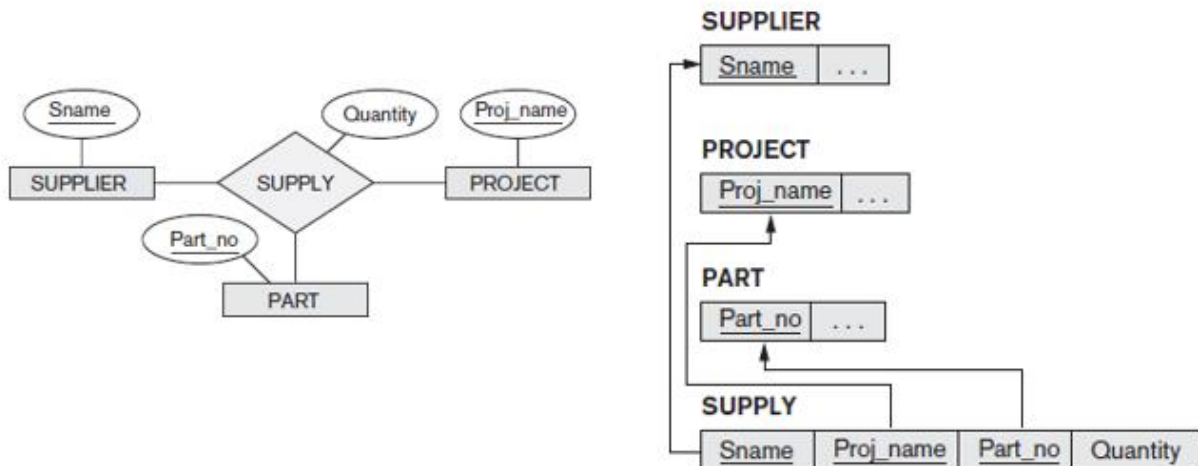 Sname
Quantity
Proj_name
SUPPLIER
SUPPLY
PROJECT
Part_no
PART
SUPPLIER
Sname ...
PROJECT
Proj_name ...
PART
Part_no ...
SUPPLY
Sname Proj_name Part_no Quantity